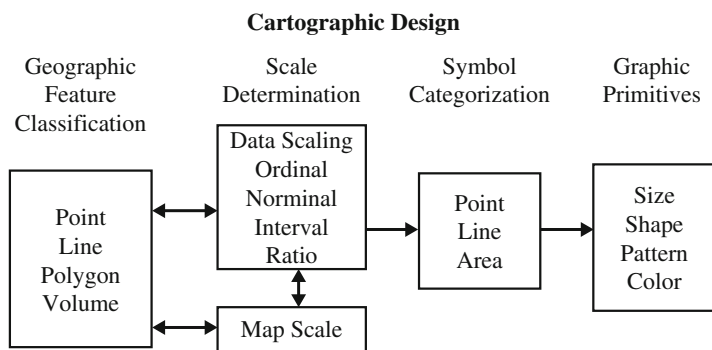 Cartographic Design
Geographic
Feature
Classification
Scale
Determination
Symbol
Categorization
Graphic
Primitives
Point
Line
Polygon
Volume
Data Scaling
Ordinal
Norminal
Interval
Ratio
Map Scale
Point
Line
Area
Size
Shape
Pattern
Color